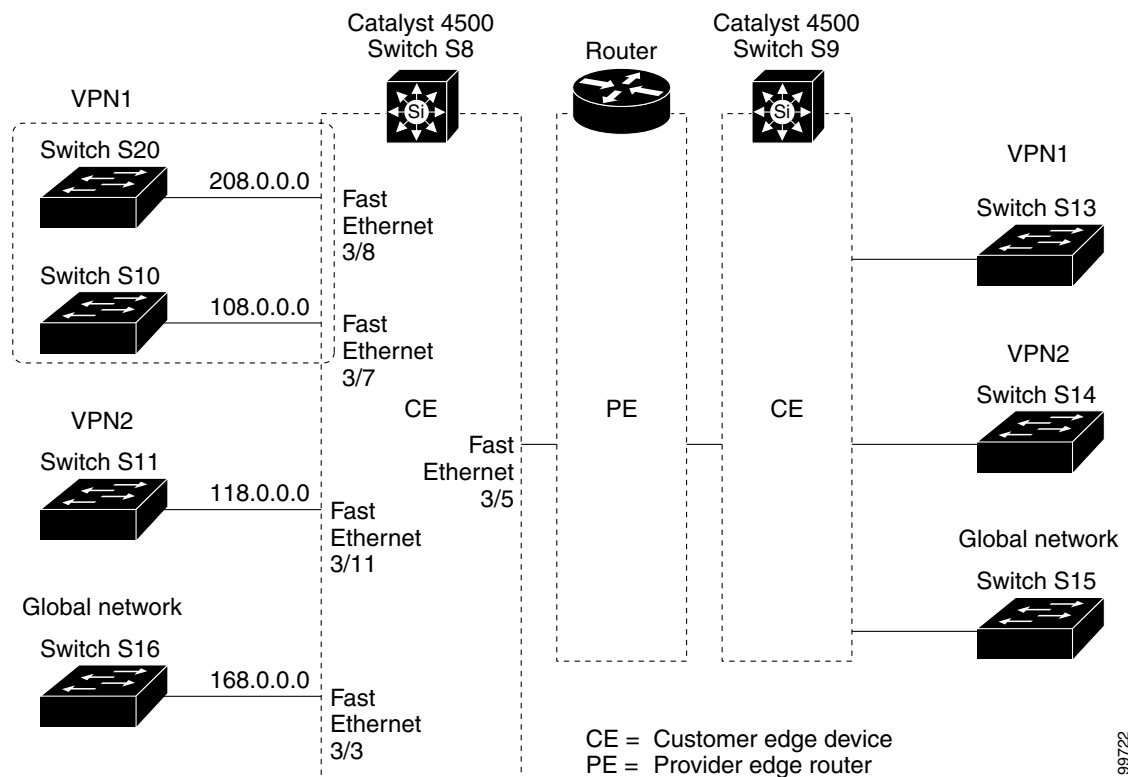 Catalyst 4500
Switch S8
Router
Catalyst 4500
Switch S9
Si
Si
VPN1
Switch S20
208.0.0.0
Fast
Ethernet
3/8
Switch S10
108.0.0.0
Fast
Ethernet
3/7
VPN2
Switch S11
118.0.0.0
Fast
Ethernet
3/11
Global network
Switch S16
168.0.0.0
Fast
Ethernet
3/3
CE
Fast
Ethernet
3/5
PE
CE
VPN1
Switch S13
VPN2
Switch S14
Global network
Switch S15
CE = Customer edge device
PE = Provider edge router
99722